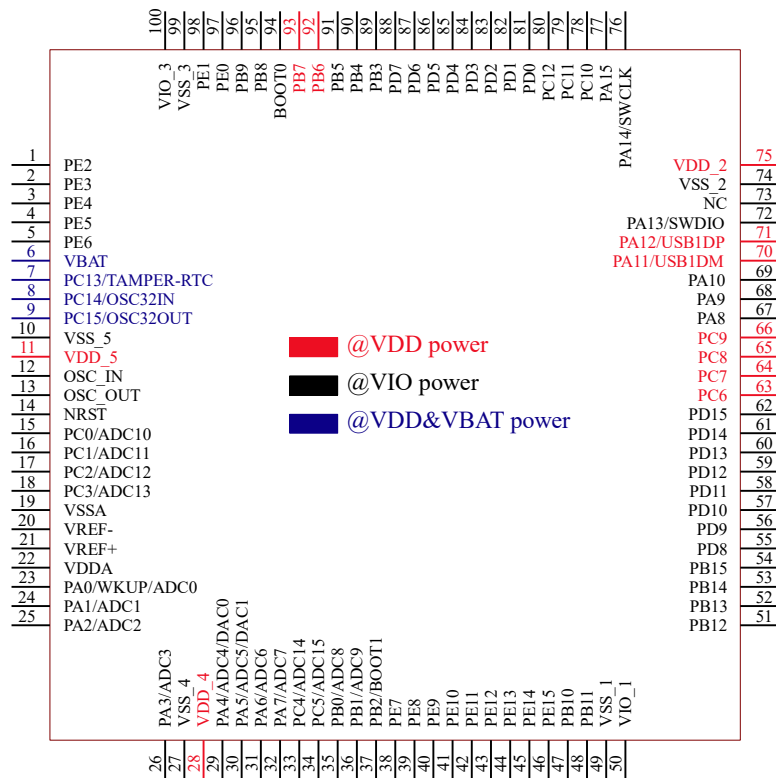 100 99 98 97 96 95 94 93 92 91 90 89 88 87 86 85 84 83 82 81 80 79 78 77 76
VIO_3 VSS_3 PE1 PE0 PB9 PB8 BOOT0 PB7 PB6 PB5 PB4 PB3 PD7 PD6 PD5 PD4 PD3 PD2 PD1 PD0 PC12 PC11 PC10 PA15 PA14/SWCLK
1 PE2
2 PE3
3 PE4
4 PE5
5 PE6
6 VBAT
7 PC13/TAMPER-RTC
8 PC14/OSC32IN
9 PC15/OSC32OUT
10 VSS_5
11 VDD_5
12 OSC_IN
13 OSC_OUT
14 NRST
15 PC0/ADC10
16 PC1/ADC11
17 PC2/ADC12
18 PC3/ADC13
19 VSSA
20 VREF-
21 VREF+
22 VDDA
23 PA0/WKUP/ADC0
24 PA1/ADC1
25 PA2/ADC2
@VDD power
@VIO power
@VDD&VBAT power
VDD_2 75
VSS_2 74
NC 73
PA13/SWDIO 72
PA12/USB1DP 71
PA11/USB1DM 70
PA10 69
PA9 68
PA8 67
PC9 66
PC8 65
PC7 64
PC6 63
PD15 62
PD14 61
PD13 60
PD12 59
PD11 58
PD10 57
PD9 56
PD8 55
PB15 54
PB14 53
PB13 52
PB12 51
PA3/ADC3 VSS_4 VDD_4 PA4/ADC4/DAC0 PA5/ADC5/DAC1 PA6/ADC6 PA7/ADC7 PC4/ADC14 PC5/ADC15 PB0/ADC8 PB1/ADC9 PB2/BOOT1 PE7 PE8 PE9 PE10 PE11 PE12 PE13 PE14 PE15 PB10 PB11 VSS_1 VIO_1
26 27 28 29 30 31 32 33 34 35 36 37 38 39 40 41 42 43 44 45 46 47 48 49 50